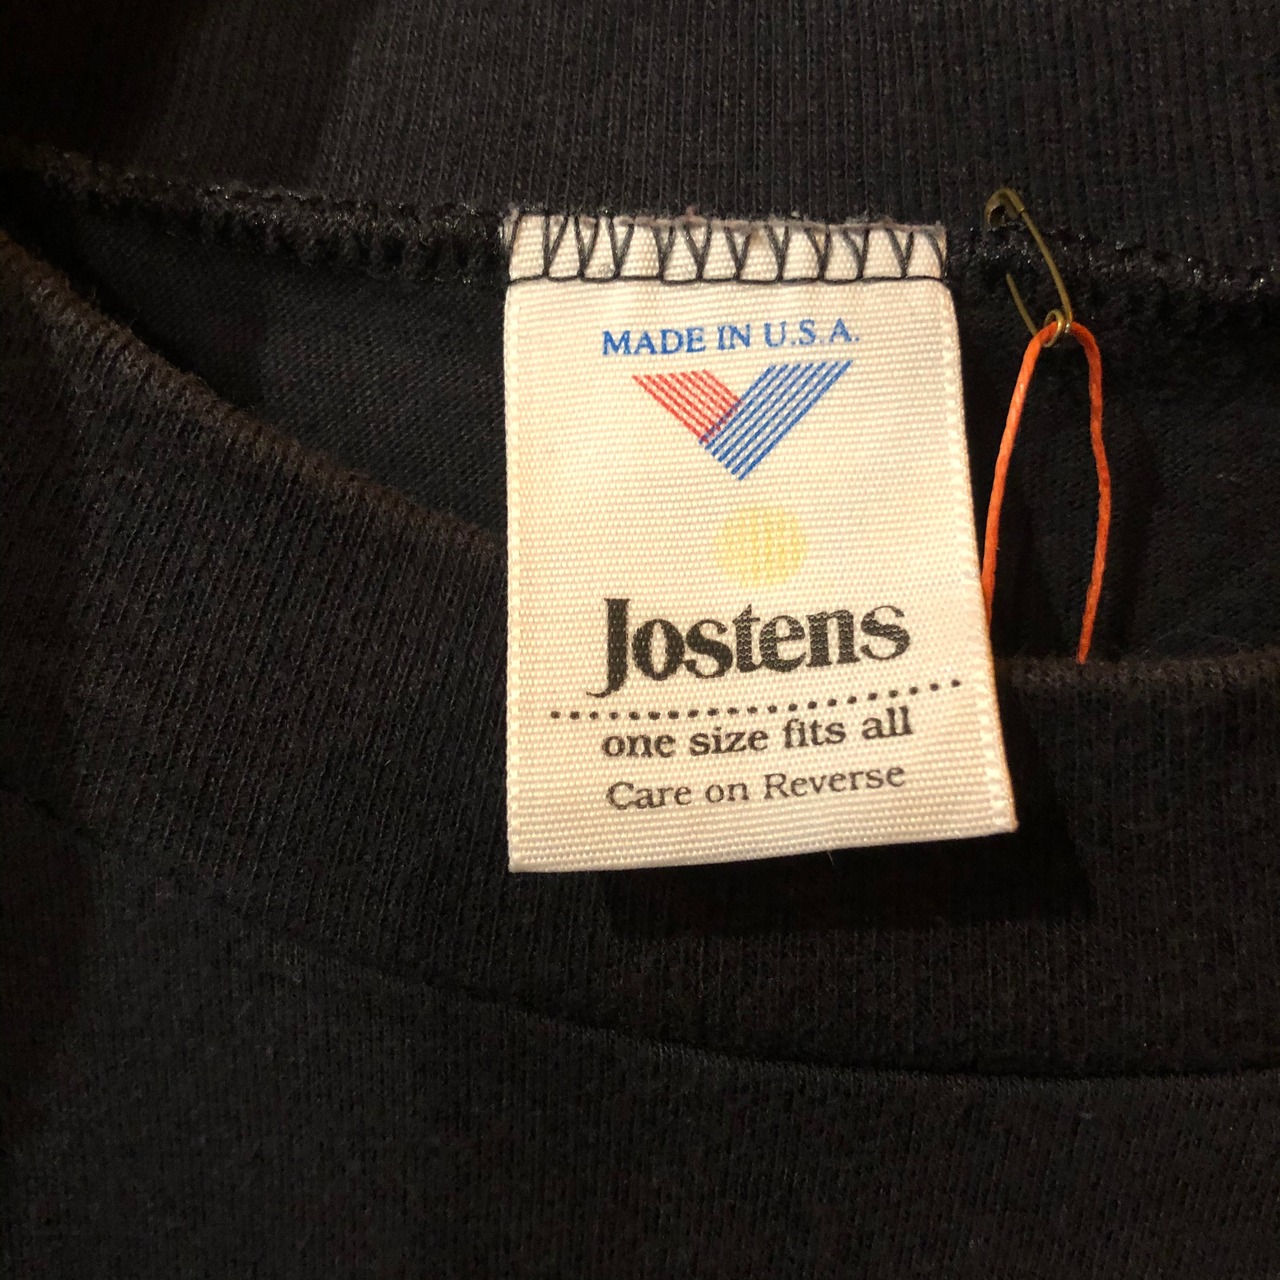 MADE IN U.S.A.
Jostens
one size fits all
Care on Reverse